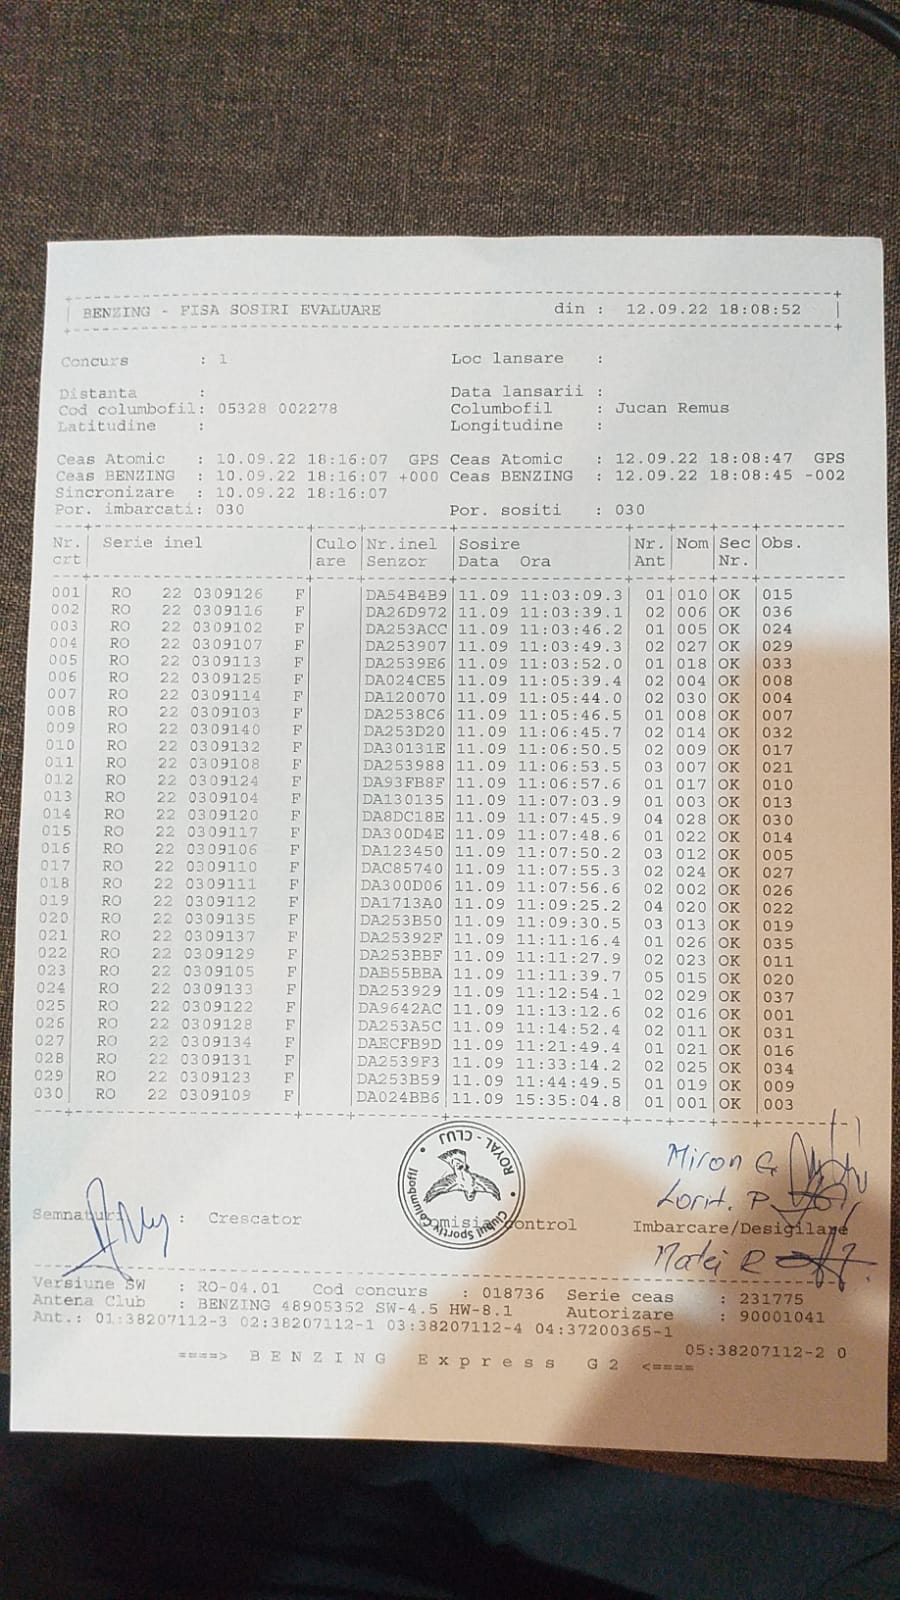 BENZING - FISA SOSIRI EVALUARE din : 12.09.22 18:08:52
Concurs : 1 Loc lansare :
Distanta : Data lansarii :
Cod columbofil: 05328 002278 Columbofil : Jucan Remus
Latitudine : Longitudine :
Ceas Atomic : 10.09.22 18:16:07 GPS Ceas Atomic : 12.09.22 18:08:47 GPS
Ceas BENZING : 10.09.22 18:16:07 +000 Ceas BENZING : 12.09.22 18:08:45 -002
Sincronizare : 10.09.22 18:16:07
Por. imbarcati: 030 Por. sositi : 030
Nr. Serie inel Culo Nr.inel Sosire Nr. Nom Sec Obs.
crt are Senzor Data Ora Ant Nr.
001 RO 22 0309126 F DA54B4B9 11.09 11:03:09.3 01 010 OK 015
002 RO 22 0309116 F DA26D972 11.09 11:03:39.1 02 006 OK 036
003 RO 22 0309102 F DA253ACC 11.09 11:03:46.2 01 005 OK 024
004 RO 22 0309107 F DA253907 11.09 11:03:49.3 02 027 OK 029
005 RO 22 0309113 F DA2539E6 11.09 11:03:52.0 01 018 OK 033
006 RO 22 0309125 F DA024CE5 11.09 11:05:39.4 02 004 OK 008
007 RO 22 0309114 F DA120070 11.09 11:05:44.0 02 030 OK 004
008 RO 22 0309103 F DA2538C6 11.09 11:05:46.5 01 008 OK 007
009 RO 22 0309140 F DA253D20 11.09 11:06:45.7 02 014 OK 032
010 RO 22 0309132 F DA30131E 11.09 11:06:50.5 02 009 OK 017
011 RO 22 0309108 F DA253988 11.09 11:06:53.5 03 007 OK 021
012 RO 22 0309124 F DA93FB8F 11.09 11:06:57.6 01 017 OK 010
013 RO 22 0309104 F DA130135 11.09 11:07:03.9 01 003 OK 013
014 RO 22 0309120 F DA8DC18E 11.09 11:07:45.9 04 028 OK 030
015 RO 22 0309117 F DA300D4E 11.09 11:07:48.6 01 022 OK 014
016 RO 22 0309106 F DA123450 11.09 11:07:50.2 03 012 OK 005
017 RO 22 0309110 F DAC85740 11.09 11:07:55.3 02 024 OK 027
018 RO 22 0309111 F DA300D06 11.09 11:07:56.6 02 002 OK 026
019 RO 22 0309112 F DA1713A0 11.09 11:09:25.2 04 020 OK 022
020 RO 22 0309135 F DA253B50 11.09 11:09:30.5 03 013 OK 019
021 RO 22 0309137 F DA25392F 11.09 11:11:16.4 01 026 OK 035
022 RO 22 0309129 F DA253BBF 11.09 11:11:27.9 02 023 OK 011
023 RO 22 0309105 F DAB55BBA 11.09 11:11:39.7 05 015 OK 020
024 RO 22 0309133 F DA253929 11.09 11:12:54.1 02 029 OK 037
025 RO 22 0309122 F DA9642AC 11.09 11:13:12.6 02 016 OK 001
026 RO 22 0309128 F DA253A5C 11.09 11:14:52.4 02 011 OK 031
027 RO 22 0309134 F DAECFB9D 11.09 11:21:49.4 01 021 OK 016
028 RO 22 0309131 F DA2539F3 11.09 11:33:14.2 02 025 OK 034
029 RO 22 0309123 F DA253B59 11.09 11:44:49.5 01 019 OK 009
030 RO 22 0309109 F DA024BB6 11.09 15:35:04.8 01 001 OK 003
Clubul Sportiv Columbofil ROYAL - CLUJ
Miron G
P
Semnaturi : Crescator omisia control Imbarcare/Desigilare
Matei R
Versiune SW : RO-04.01 Cod concurs : 018736 Serie ceas : 231775
Antena Club : BENZING 48905352 SW-4.5 HW-8.1 Autorizare : 90001041
Ant.: 01:38207112-3 02:38207112-1 03:38207112-4 04:37200365-1
05:38207112-2 0
====> B E N Z I N G E x p r e s s G 2 <====